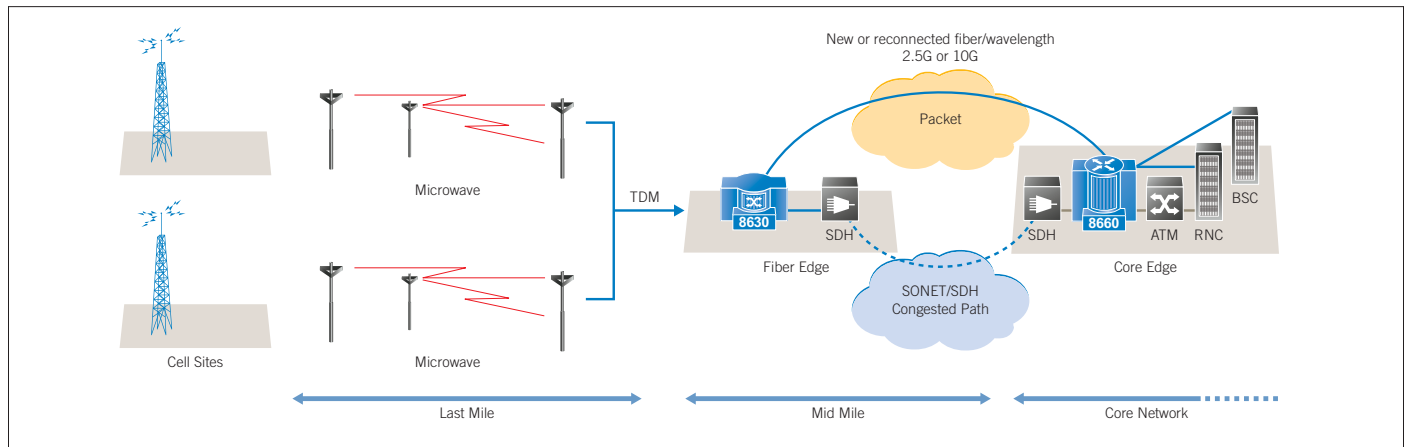 New or reconnected fiber/wavelength
2.5G or 10G
Packet
Microwave
TDM
8630
SDH
Fiber Edge
SDH
8660
ATM
RNC
BSC
Core Edge
SONET/SDH
Congested Path
Cell Sites
Microwave
Last Mile
Mid Mile
Core Network